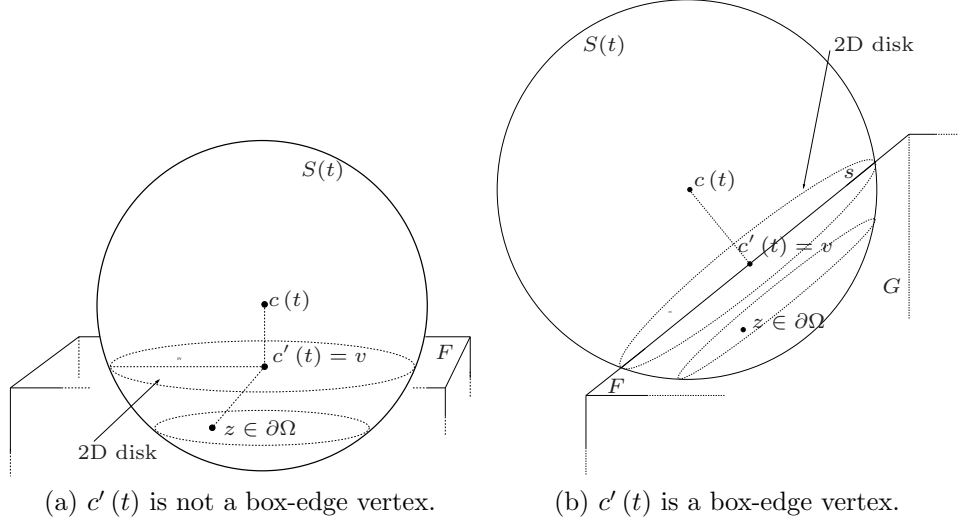 S(t)
c (t)
c′ (t) = v
F
z ∈ ∂Ω
2D disk
(a) c′ (t) is not a box-edge vertex.
S(t)
2D disk
s
c (t)
c′ (t) = v
G
z ∈ ∂Ω
F
(b) c′ (t) is a box-edge vertex.